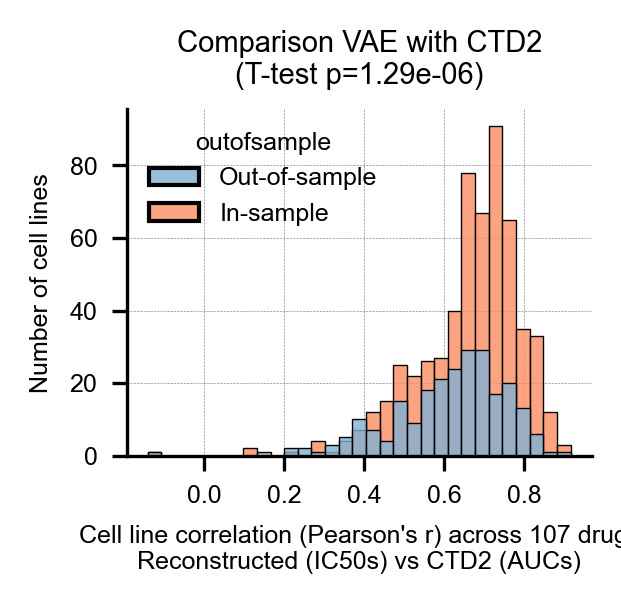 Comparison VAE with CTD2
(T-test p=1.29e-06)
outofsample
Out-of-sample
In-sample
Number of cell lines
80
60
40
20
0
0.0 0.2 0.4 0.6 0.8
Cell line correlation (Pearson's r) across 107 drug
Reconstructed (IC50s) vs CTD2 (AUCs)